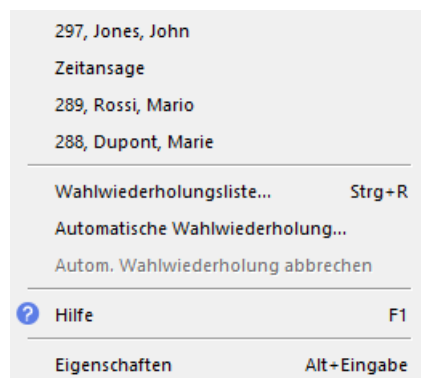 297, Jones, John
Zeitansage
289, Rossi, Mario
288, Dupont, Marie
Wahlwiederholungsliste... Strg+R
Automatische Wahlwiederholung...
Autom. Wahlwiederholung abbrechen
? Hilfe F1
Eigenschaften Alt+Eingabe